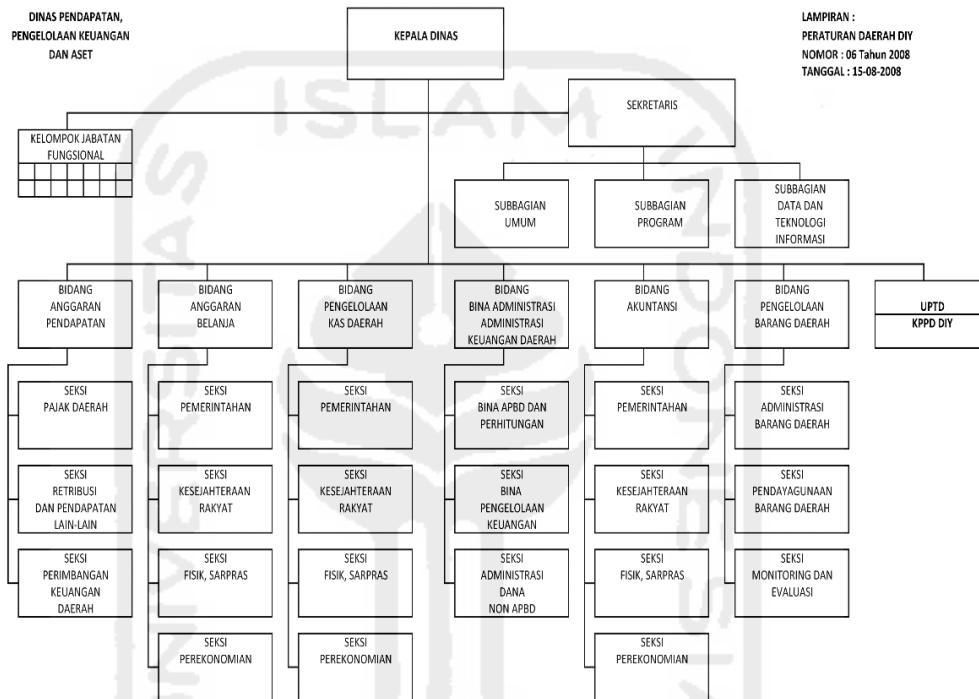 DINAS PENDAPATAN,
PENGELOLAAN KEUANGAN
DAN ASET
KEPALA DINAS
LAMPIRAN :
PERATURAN DAERAH DIY
NOMOR : 06 Tahun 2008
TANGGAL : 15-08-2008
SEKRETARIS
KELOMPOK JABATAN
FUNGSIONAL
SUBBAGIAN
UMUM
SUBBAGIAN
PROGRAM
SUBBAGIAN
DATA DAN
TEKNOLOGI
INFORMASI
BIDANG
ANGGARAN
PENDAPATAN
BIDANG
ANGGARAN
BELANJA
BIDANG
PENGELOLAAN
KAS DAERAH
BIDANG
BINA ADMINISTRASI
ADMINISTRASI
KEUANGAN DAERAH
BIDANG
AKUNTANSI
BIDANG
PENGELOLAAN
BARANG DAERAH
UPTD
KPPD DIY
SEKSI
PAJAK DAERAH
SEKSI
PEMERINTAHAN
SEKSI
PEMERINTAHAN
SEKSI
BINA APBD DAN
PERHITUNGAN
SEKSI
PEMERINTAHAN
SEKSI
ADMINISTRASI
BARANG DAERAH
SEKSI
RETRIBUSI
DAN PENDAPATAN
LAIN-LAIN
SEKSI
KESEJAHTERAAN
RAKYAT
SEKSI
KESEJAHTERAAN
RAKYAT
SEKSI
BINA
PENGELOLAAN
KEUANGAN
SEKSI
KESEJAHTERAAN
RAKYAT
SEKSI
PENDAYAGUNAAN
BARANG DAERAH
SEKSI
PERIMBANGAN
KEUANGAN
DAERAH
SEKSI
FISIK, SARPRAS
SEKSI
FISIK, SARPRAS
SEKSI
ADMINISTRASI
DANA
NON APBD
SEKSI
FISIK, SARPRAS
SEKSI
MONITORING DAN
EVALUASI
SEKSI
PEREKONOMIAN
SEKSI
PEREKONOMIAN
SEKSI
PEREKONOMIAN
ISLAM
UNIVERSITAS
INDONESI